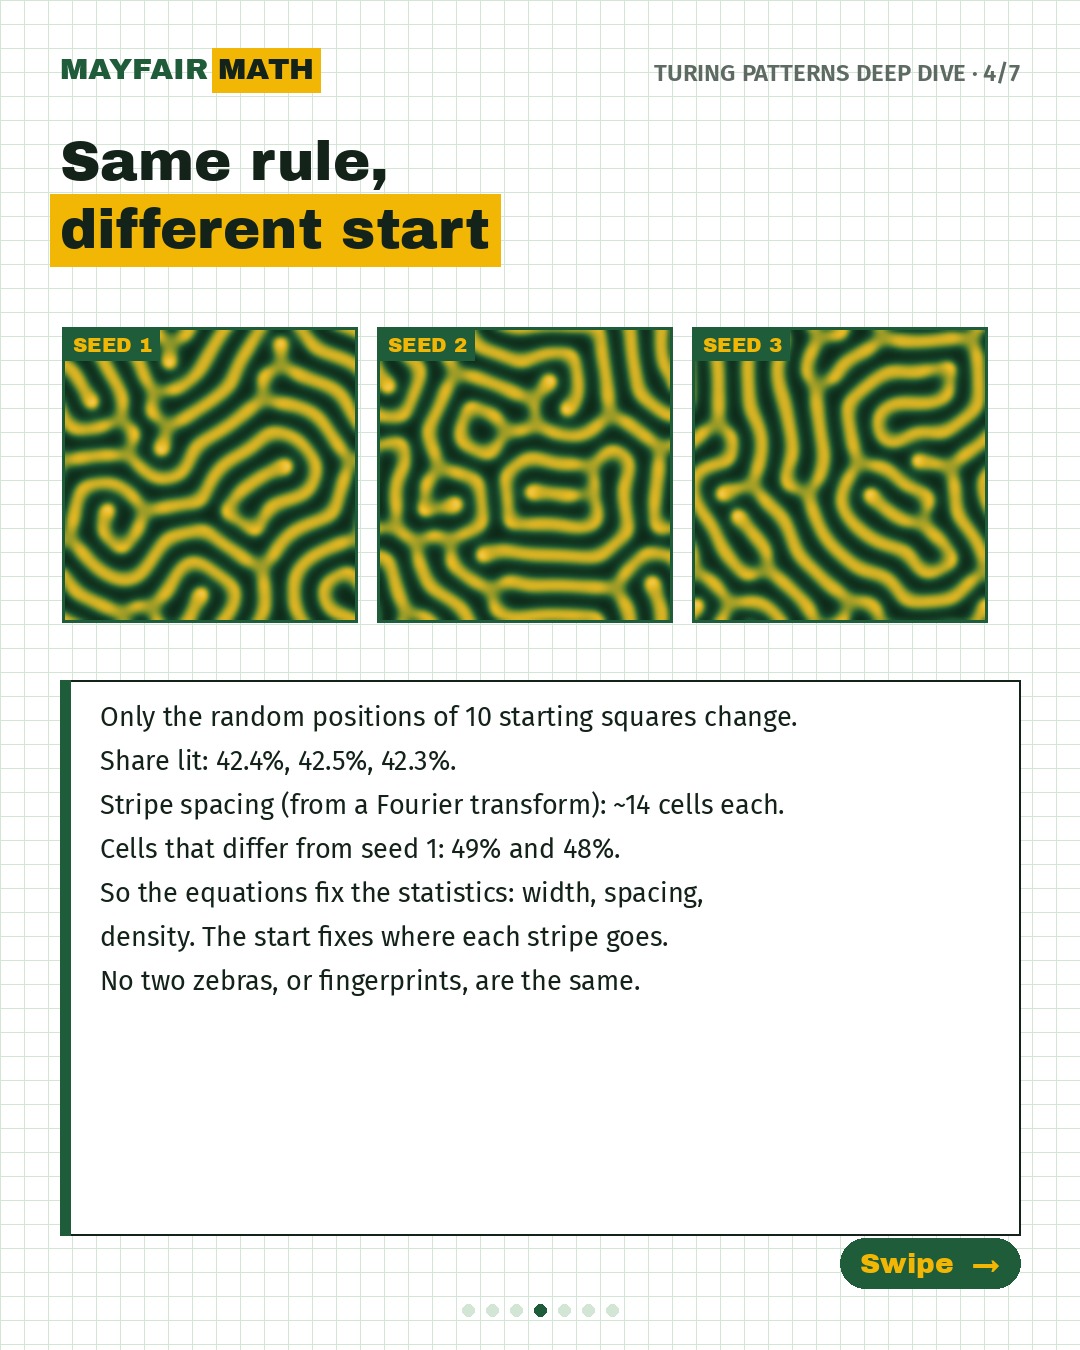 MAYFAIR MATH
TURING PATTERNS DEEP DIVE · 4/7
Same rule,
different start
SEED 1
SEED 2
SEED 3
Only the random positions of 10 starting squares change.
Share lit: 42.4%, 42.5%, 42.3%.
Stripe spacing (from a Fourier transform): ~14 cells each.
Cells that differ from seed 1: 49% and 48%.
So the equations fix the statistics: width, spacing,
density. The start fixes where each stripe goes.
No two zebras, or fingerprints, are the same.
Swipe →